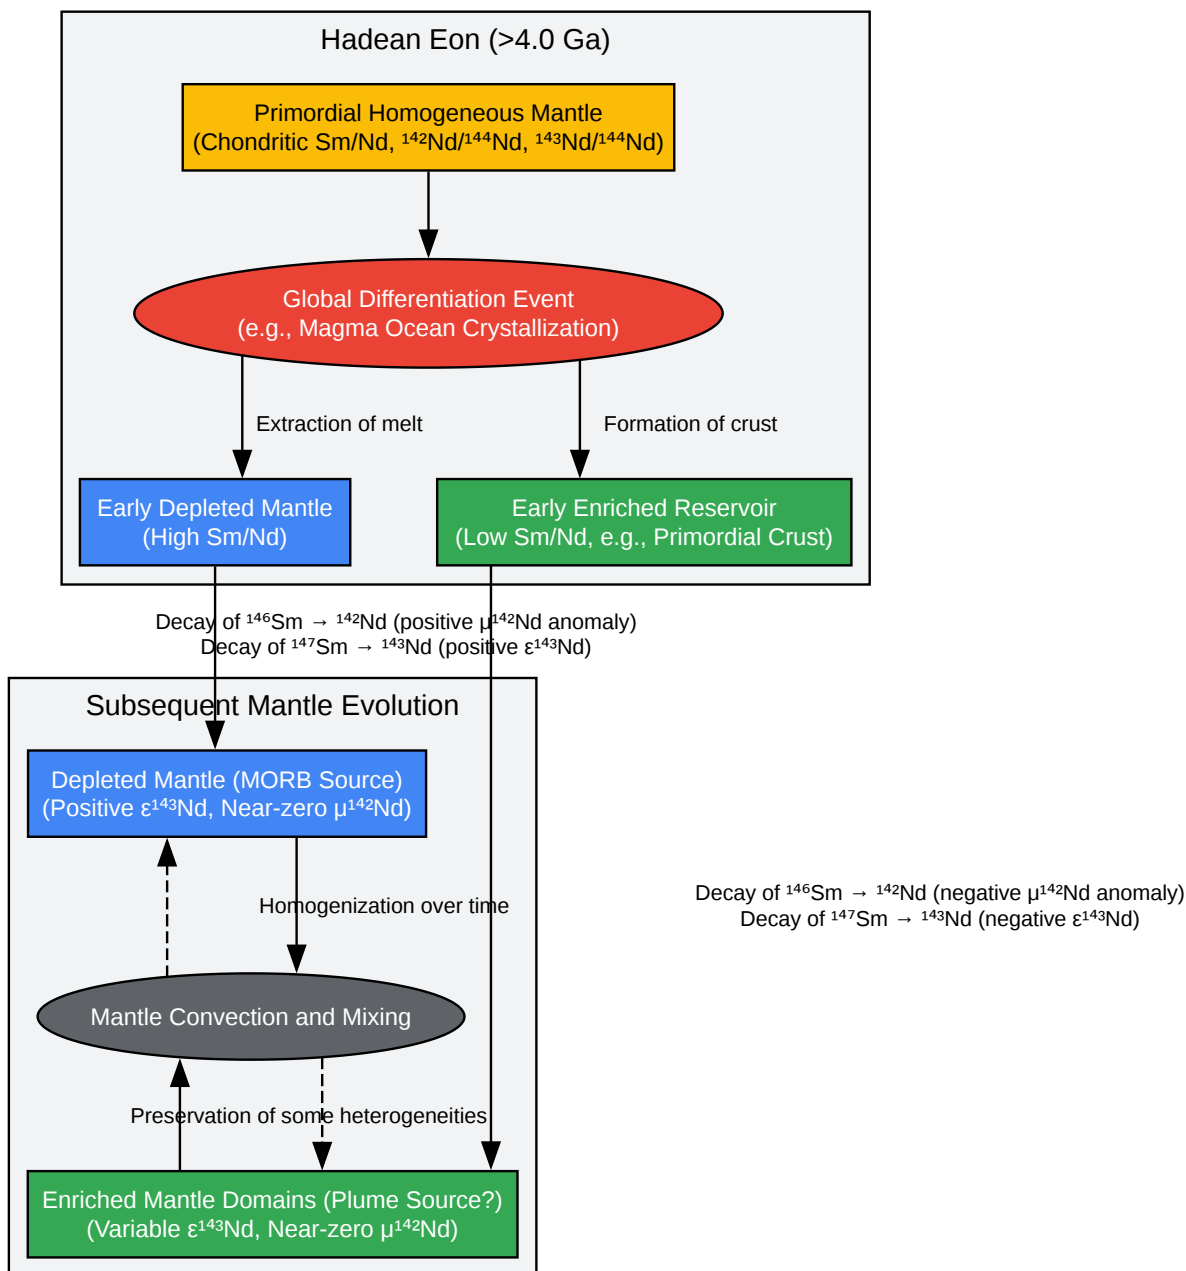 Hadean Eon (>4.0 Ga)
Primordial Homogeneous Mantle
(Chondritic Sm/Nd, ¹⁴²Nd/¹⁴⁴Nd, ¹⁴³Nd/¹⁴⁴Nd)
Global Differentiation Event
(e.g., Magma Ocean Crystallization)
Extraction of melt
Formation of crust
Early Depleted Mantle
(High Sm/Nd)
Early Enriched Reservoir
(Low Sm/Nd, e.g., Primordial Crust)
Decay of ¹⁴⁶Sm → ¹⁴²Nd (positive μ¹⁴²Nd anomaly)
Decay of ¹⁴⁷Sm → ¹⁴³Nd (positive ε¹⁴³Nd)
Subsequent Mantle Evolution
Depleted Mantle (MORB Source)
(Positive ε¹⁴³Nd, Near-zero μ¹⁴²Nd)
Homogenization over time
Decay of ¹⁴⁶Sm → ¹⁴²Nd (negative μ¹⁴²Nd anomaly)
Decay of ¹⁴⁷Sm → ¹⁴³Nd (negative ε¹⁴³Nd)
Mantle Convection and Mixing
Preservation of some heterogeneities
Enriched Mantle Domains (Plume Source?)
(Variable ε¹⁴³Nd, Near-zero μ¹⁴²Nd)